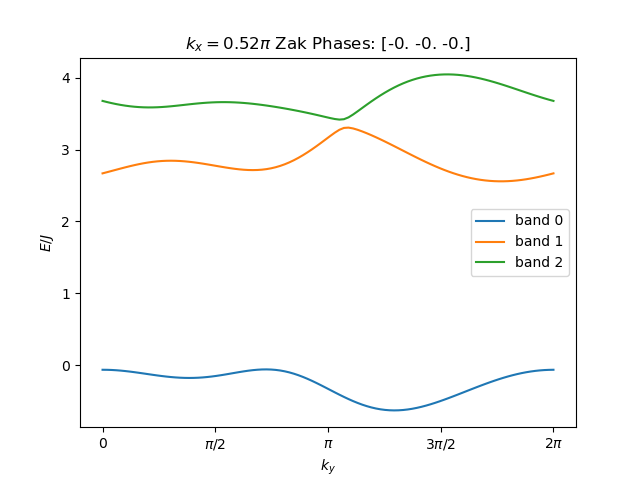 $k_x = 0.52\pi$ Zak Phases: [-0. -0. -0.]
E/J
4
3
2
1
0
band 0
band 1
band 2
0
π/2
π
3π/2
2π
$k_y$